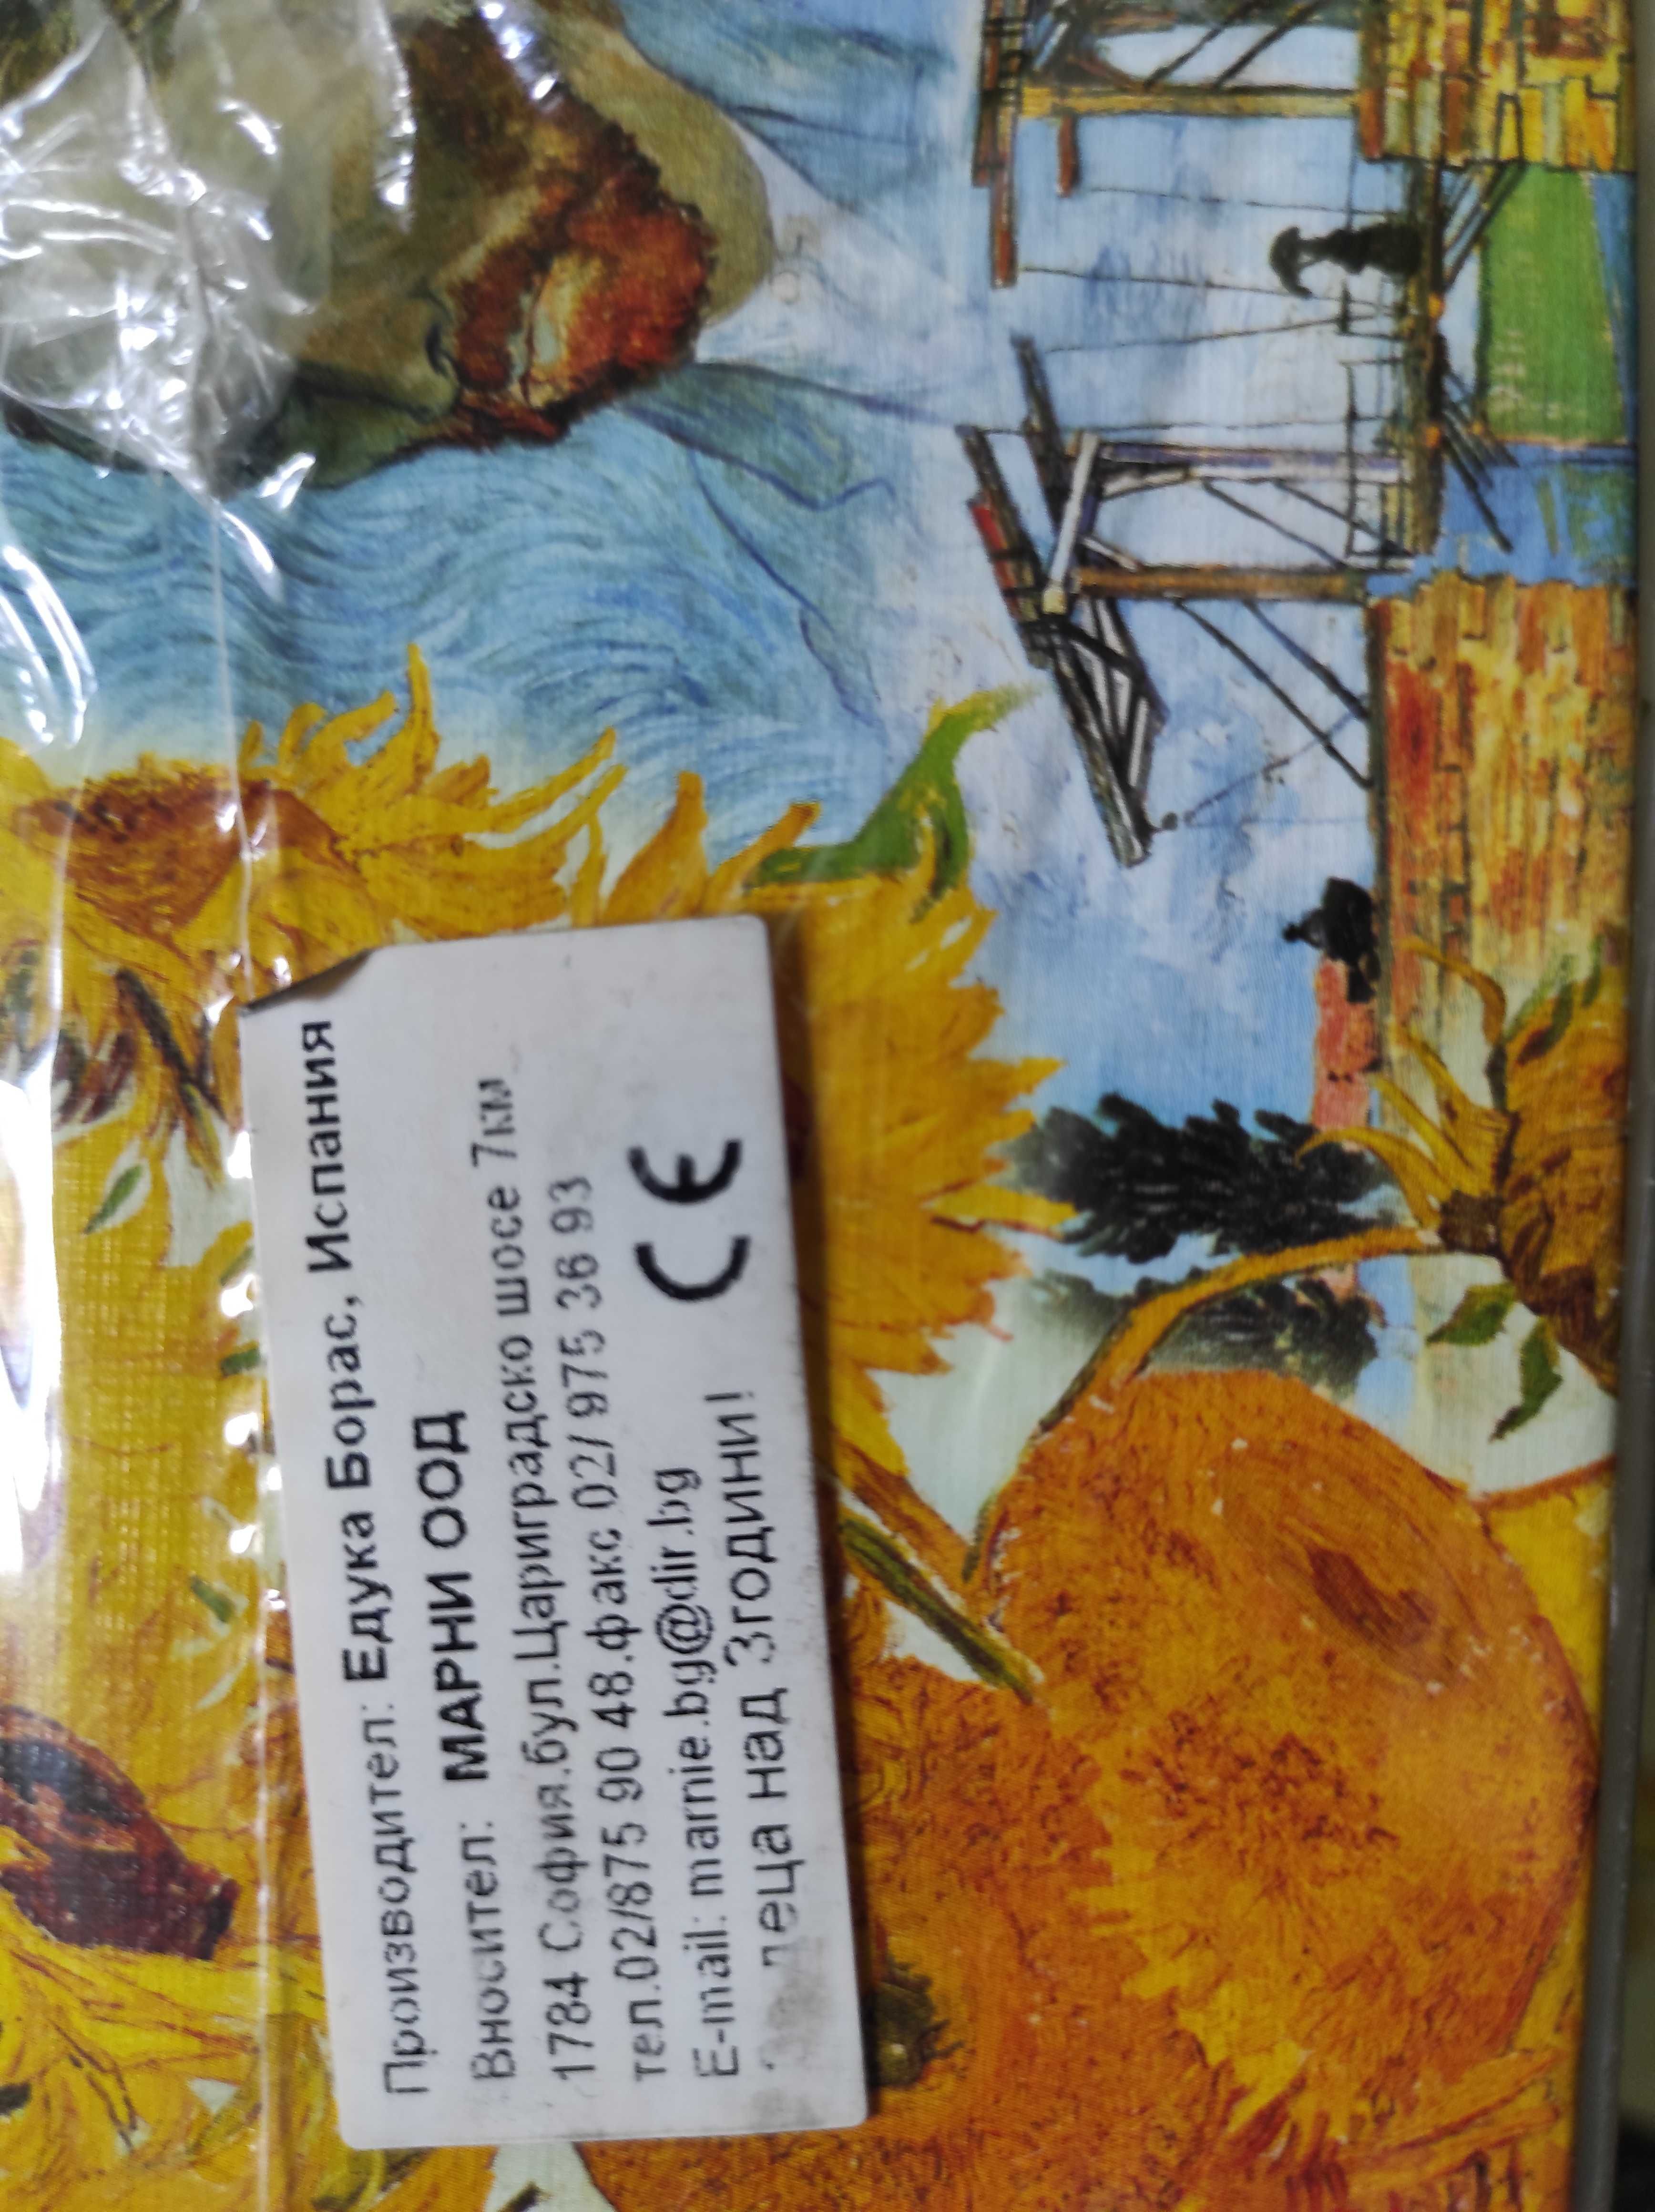 Производител: Едука Борас, Испания
Вносител: МАРНИ ООД
1784 София.бул.Цариградско шосе 7км
тел.02/875 90 48.факс 02/ 975 36 93
E-mail: marnie.bg@dir.bg CE
над 3години!